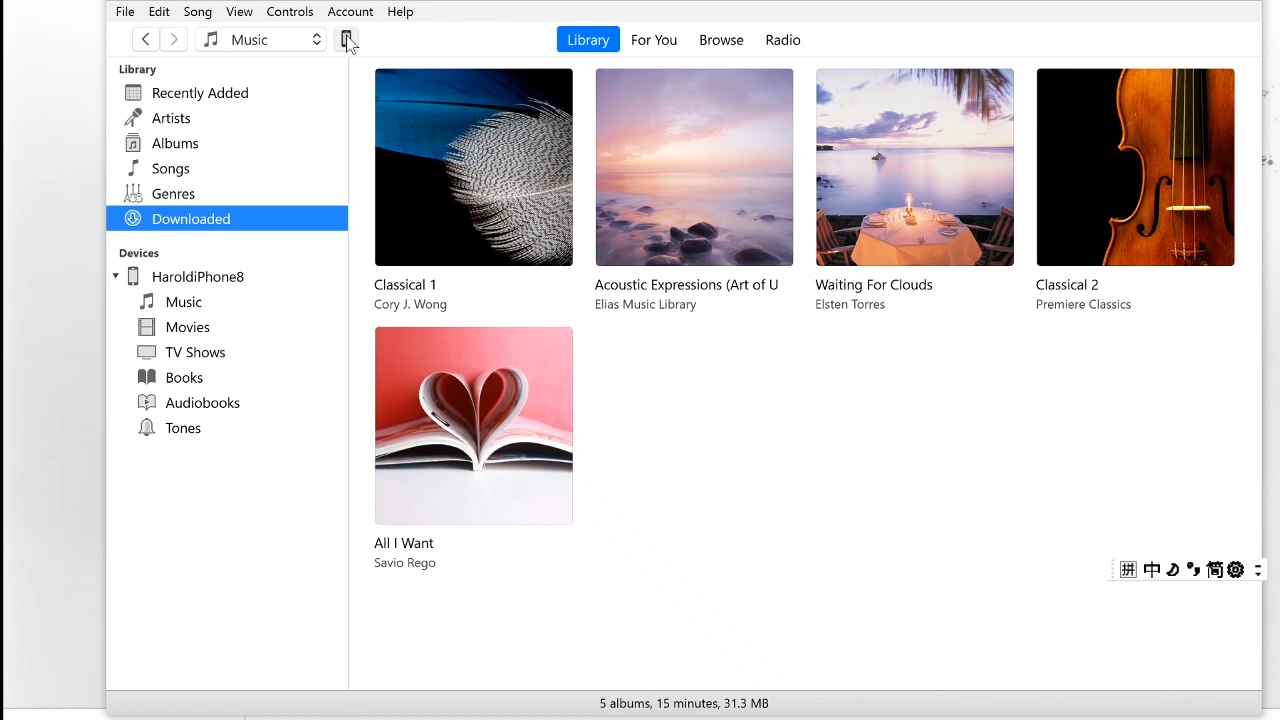 File Edit Song View Controls Account Help
Music
Library For You Browse Radio
Library
Recently Added
Artists
Albums
Songs
Genres
Downloaded
Devices
HaroldiPhone8
Music
Movies
TV Shows
Books
Audiobooks
Tones
Classical 1
Cory J. Wong
Acoustic Expressions (Art of U
Elias Music Library
Waiting For Clouds
Elsten Torres
Classical 2
Premiere Classics
All I Want
Savio Rego
拼 中 简
5 albums, 15 minutes, 31.3 MB